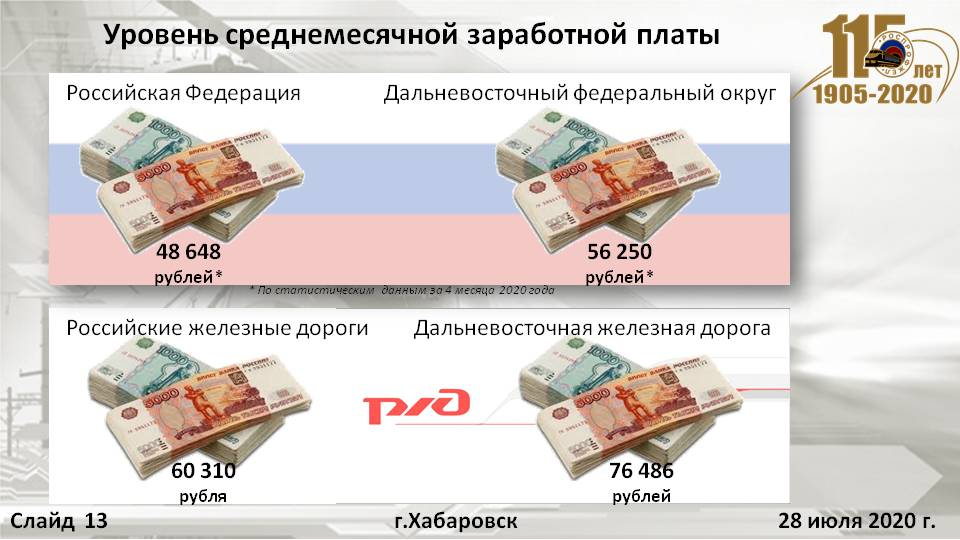 Уровень среднемесячной заработной платы
115 лет
РОСПРОФЖЕЛ
1905-2020
Российская Федерация
Дальневосточный федеральный округ
48 648
рублей*
56 250
рублей*
* По статистическим данным за 4 месяца 2020 года
Российские железные дороги
Дальневосточная железная дорога
ржд
60 310
рубля
76 486
рублей
Слайд 13
г.Хабаровск
28 июля 2020 г.